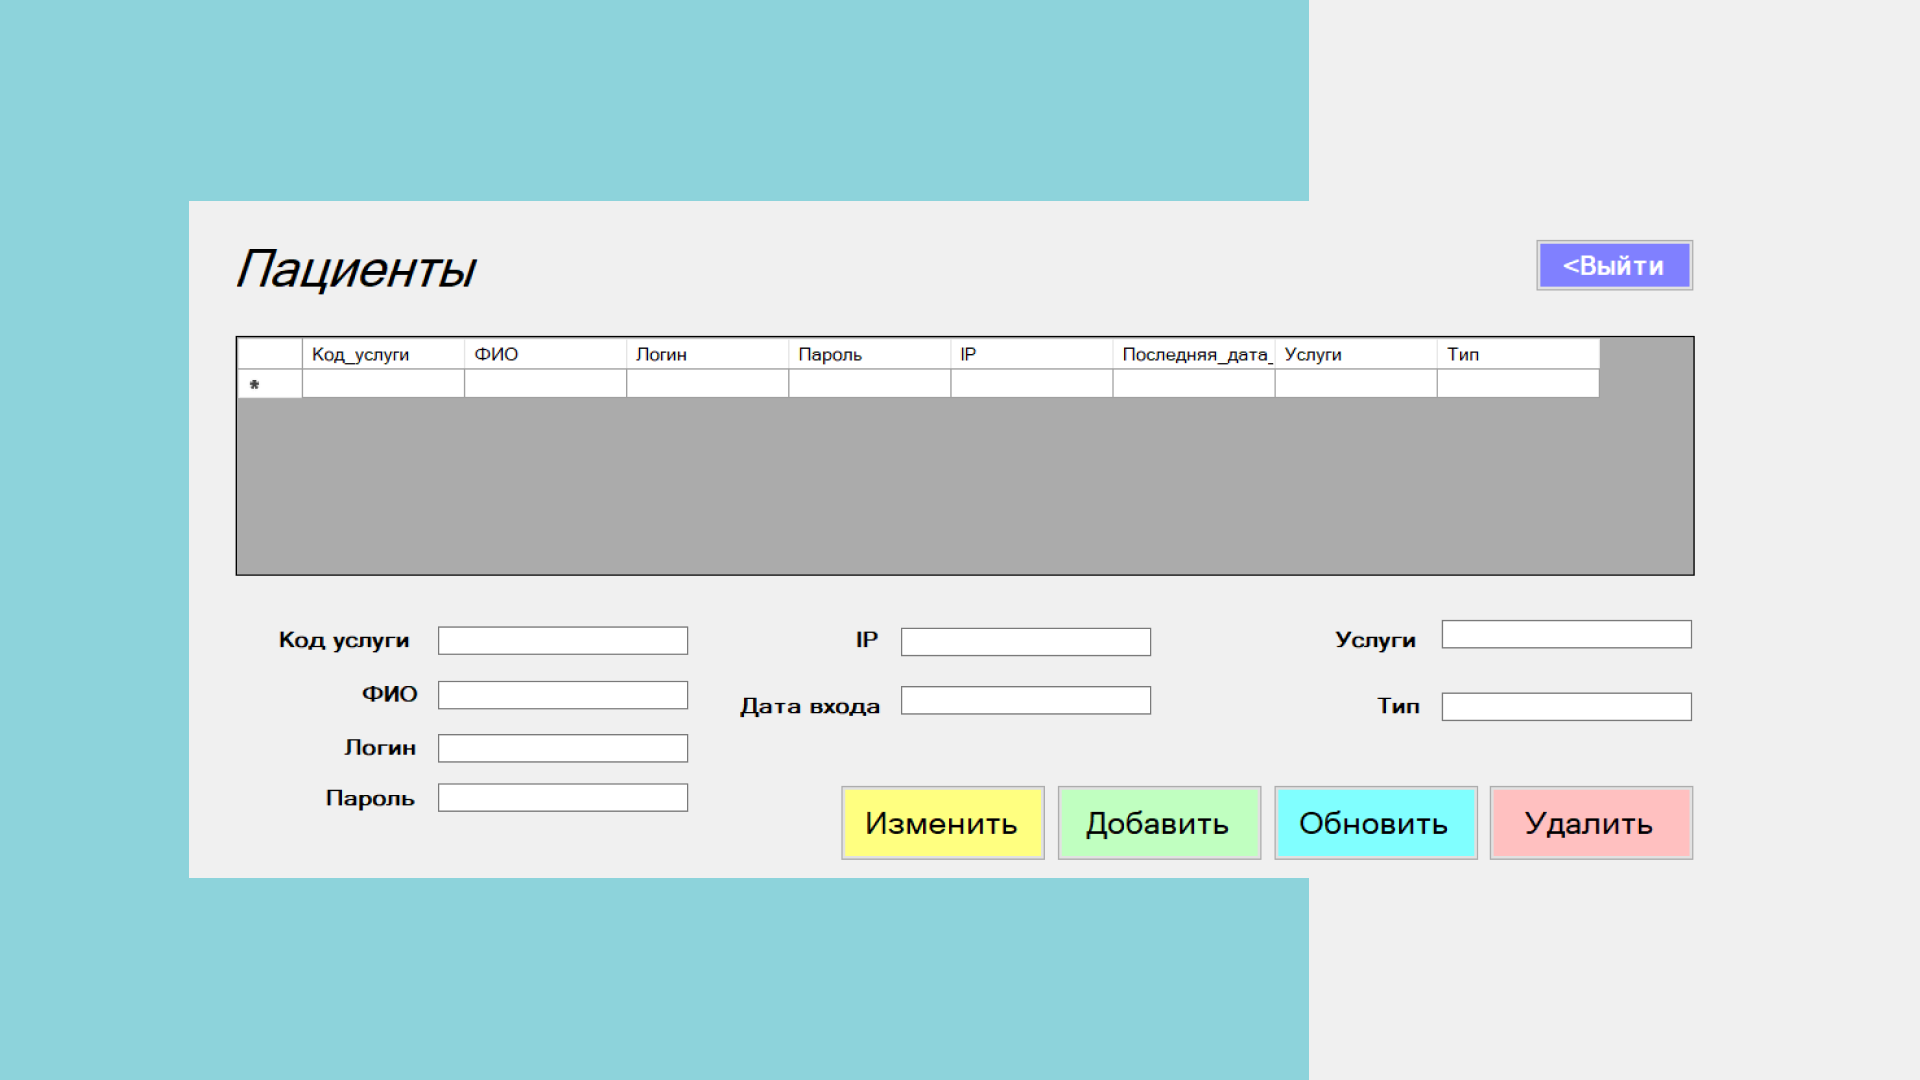 Пациенты
<Выйти
Код_услуги ФИО Логин Пароль IP Последняя_дата_ Услуги Тип
*
Код услуги IP Услуги
ФИО
Дата входа Тип
Логин
Пароль
Изменить Добавить Обновить Удалить